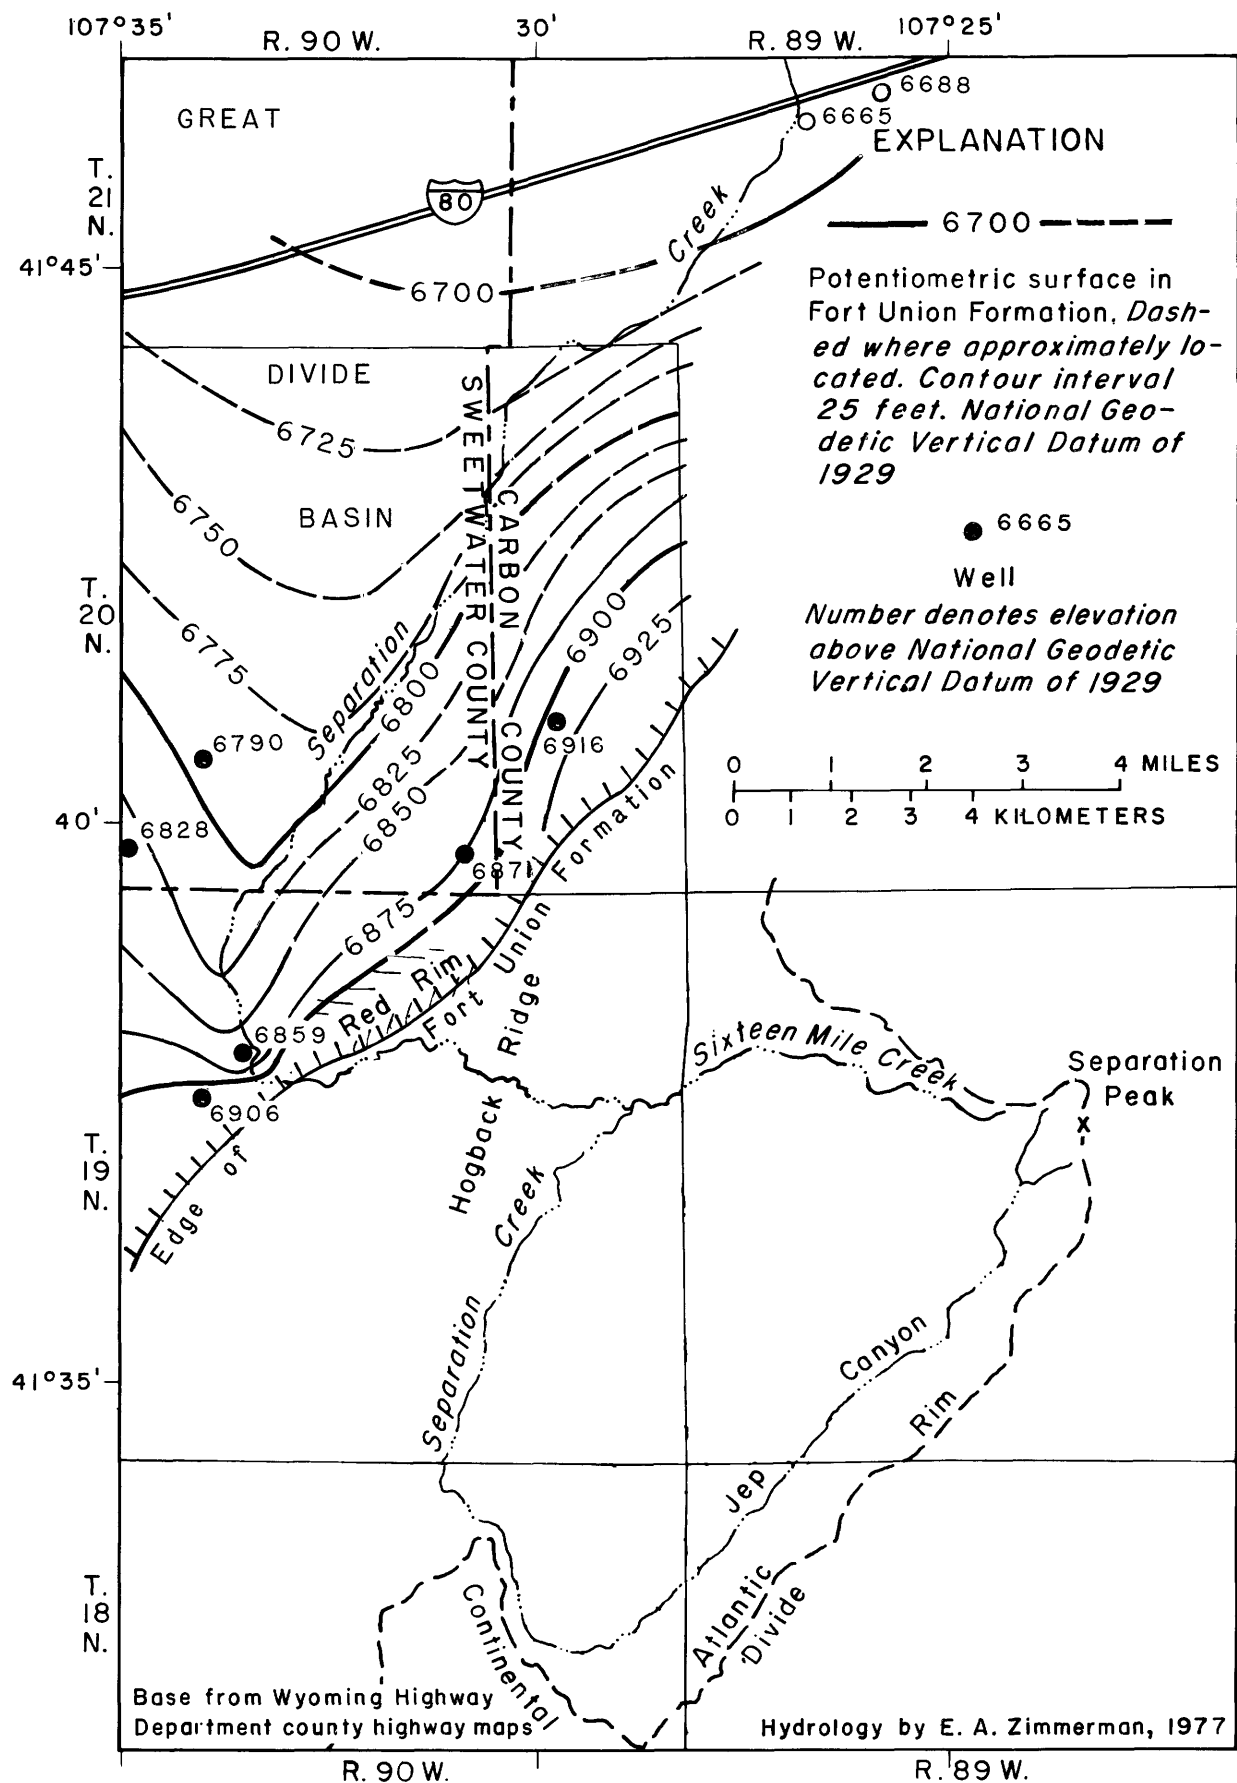 107°35' 30' 107°25'
R. 90 W. R. 89 W.
6688
6665
GREAT
EXPLANATION
T.
21
N.
80
Creek
6700
41°45'
6700
Potentiometric surface in
Fort Union Formation. Dash-
ed where approximately lo-
cated. Contour interval
25 feet. National Geo-
detic Vertical Datum of
1929
DIVIDE
6725
SWEETWATER COUNTY
CARBON COUNTY
BASIN
6750
6665
Well
Number denotes elevation
above National Geodetic
Vertical Datum of 1929
T.
20
N.
6775
Separation
6800
6900
6925
6790
6916
6825
6850
0 1 2 3 4 MILES
0 1 2 3 4 KILOMETERS
40'
6828
6871
6875
Red Rim
Edge of Fort Union Formation
Hogback Ridge
6859
6906
Sixteen Mile Creek
Separation
Peak
T.
19
N.
Separation Creek
41°35'
Jep Canyon
Atlantic Rim
Continental Divide
T.
18
N.
Base from Wyoming Highway
Department county highway maps
Hydrology by E. A. Zimmerman, 1977
R. 90 W. R. 89 W.